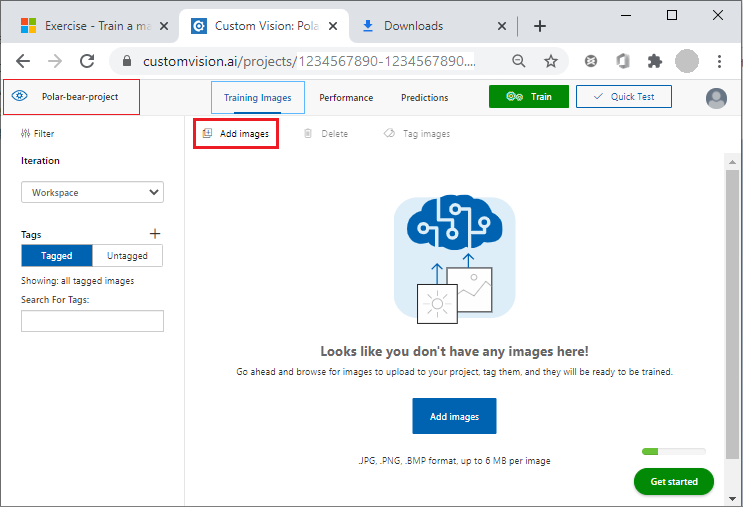 Exercise - Train a ma
Custom Vision: Pola
Downloads
customvision.ai/projects/1234567890-1234567890....
Polar-bear-project
Training Images
Performance
Predictions
Train
Quick Test
Filter
Add images
Delete
Tag images
Iteration
Workspace
Tags
Tagged
Untagged
Showing: all tagged images
Search For Tags:
Looks like you don't have any images here!
Go ahead and browse for images to upload to your project, tag them, and they will be ready to be trained.
Add images
.JPG, .PNG, .BMP format, up to 6 MB per image
Get started